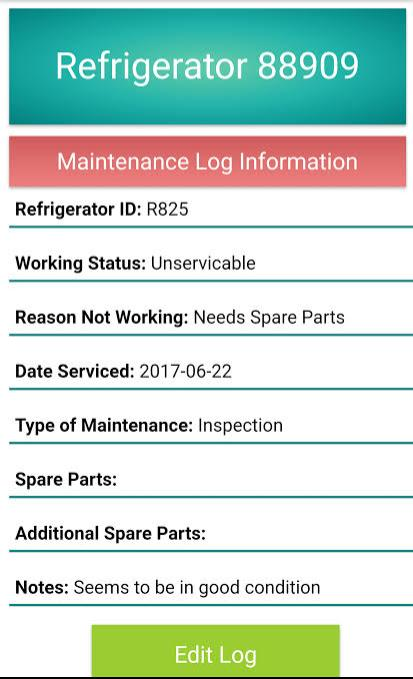 Refrigerator 88909
Maintenance Log Information
Refrigerator ID: R825
Working Status: Unservicable
Reason Not Working: Needs Spare Parts
Date Serviced: 2017-06-22
Type of Maintenance: Inspection
Spare Parts:
Additional Spare Parts:
Notes: Seems to be in good condition
Edit Log